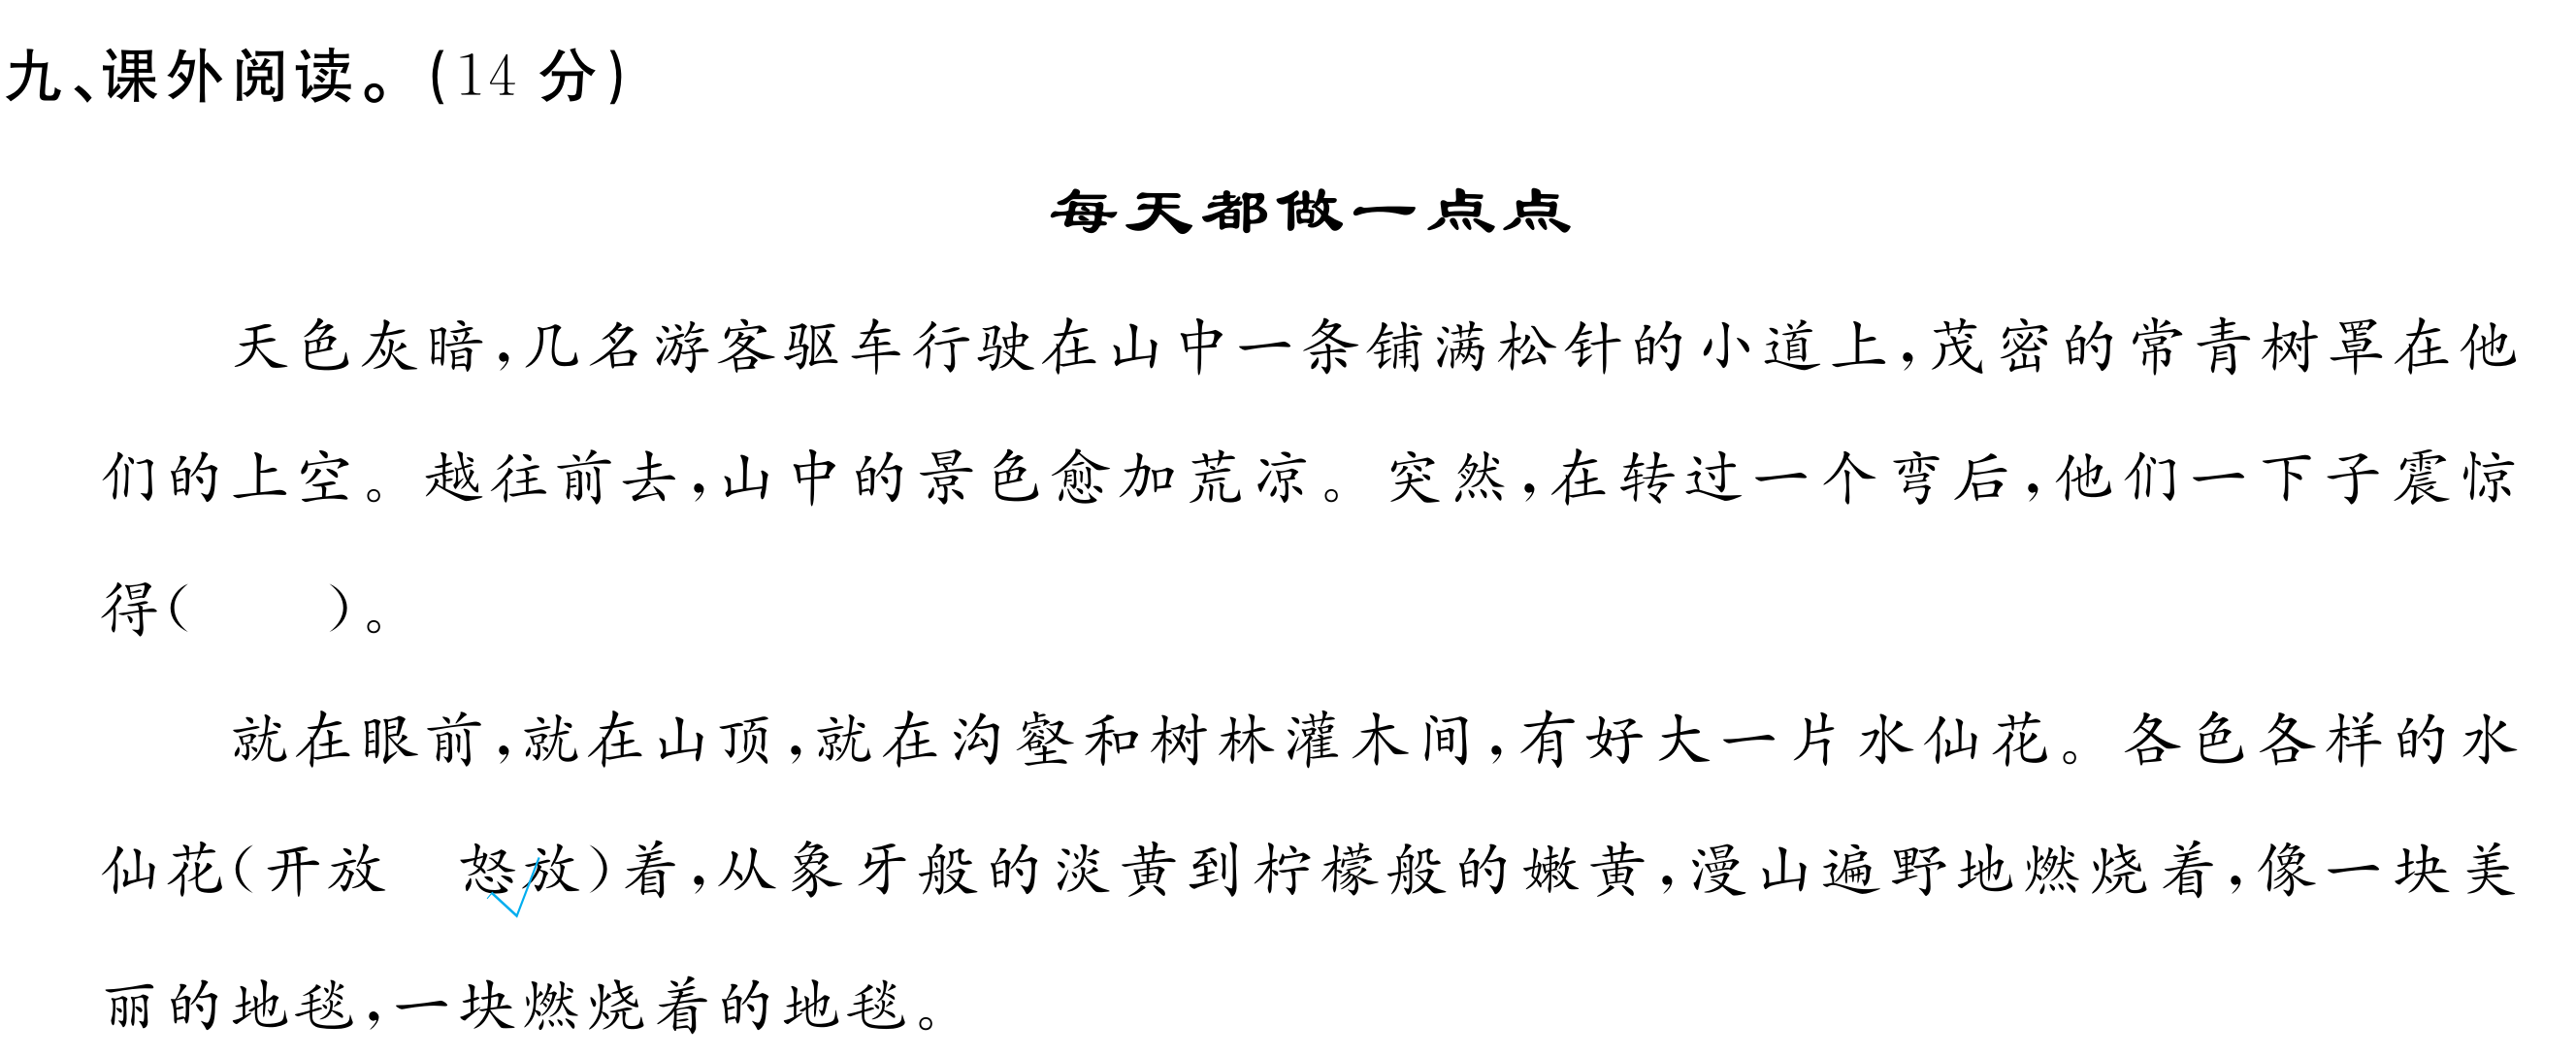 九、课外阅读。(14 分)
每天都做一点点
天色灰暗,几名游客驱车行驶在山中一条铺满松针的小道上,茂密的常青树罩在他
们的上空。越往前去,山中的景色愈加荒凉。突然,在转过一个弯后,他们一下子震惊
得(　　)。
就在眼前,就在山顶,就在沟壑和树林灌木间,有好大一片水仙花。各色各样的水
仙花(开放　怒放)着,从象牙般的淡黄到柠檬般的嫩黄,漫山遍野地燃烧着,像一块美
丽的地毯,一块燃烧着的地毯。